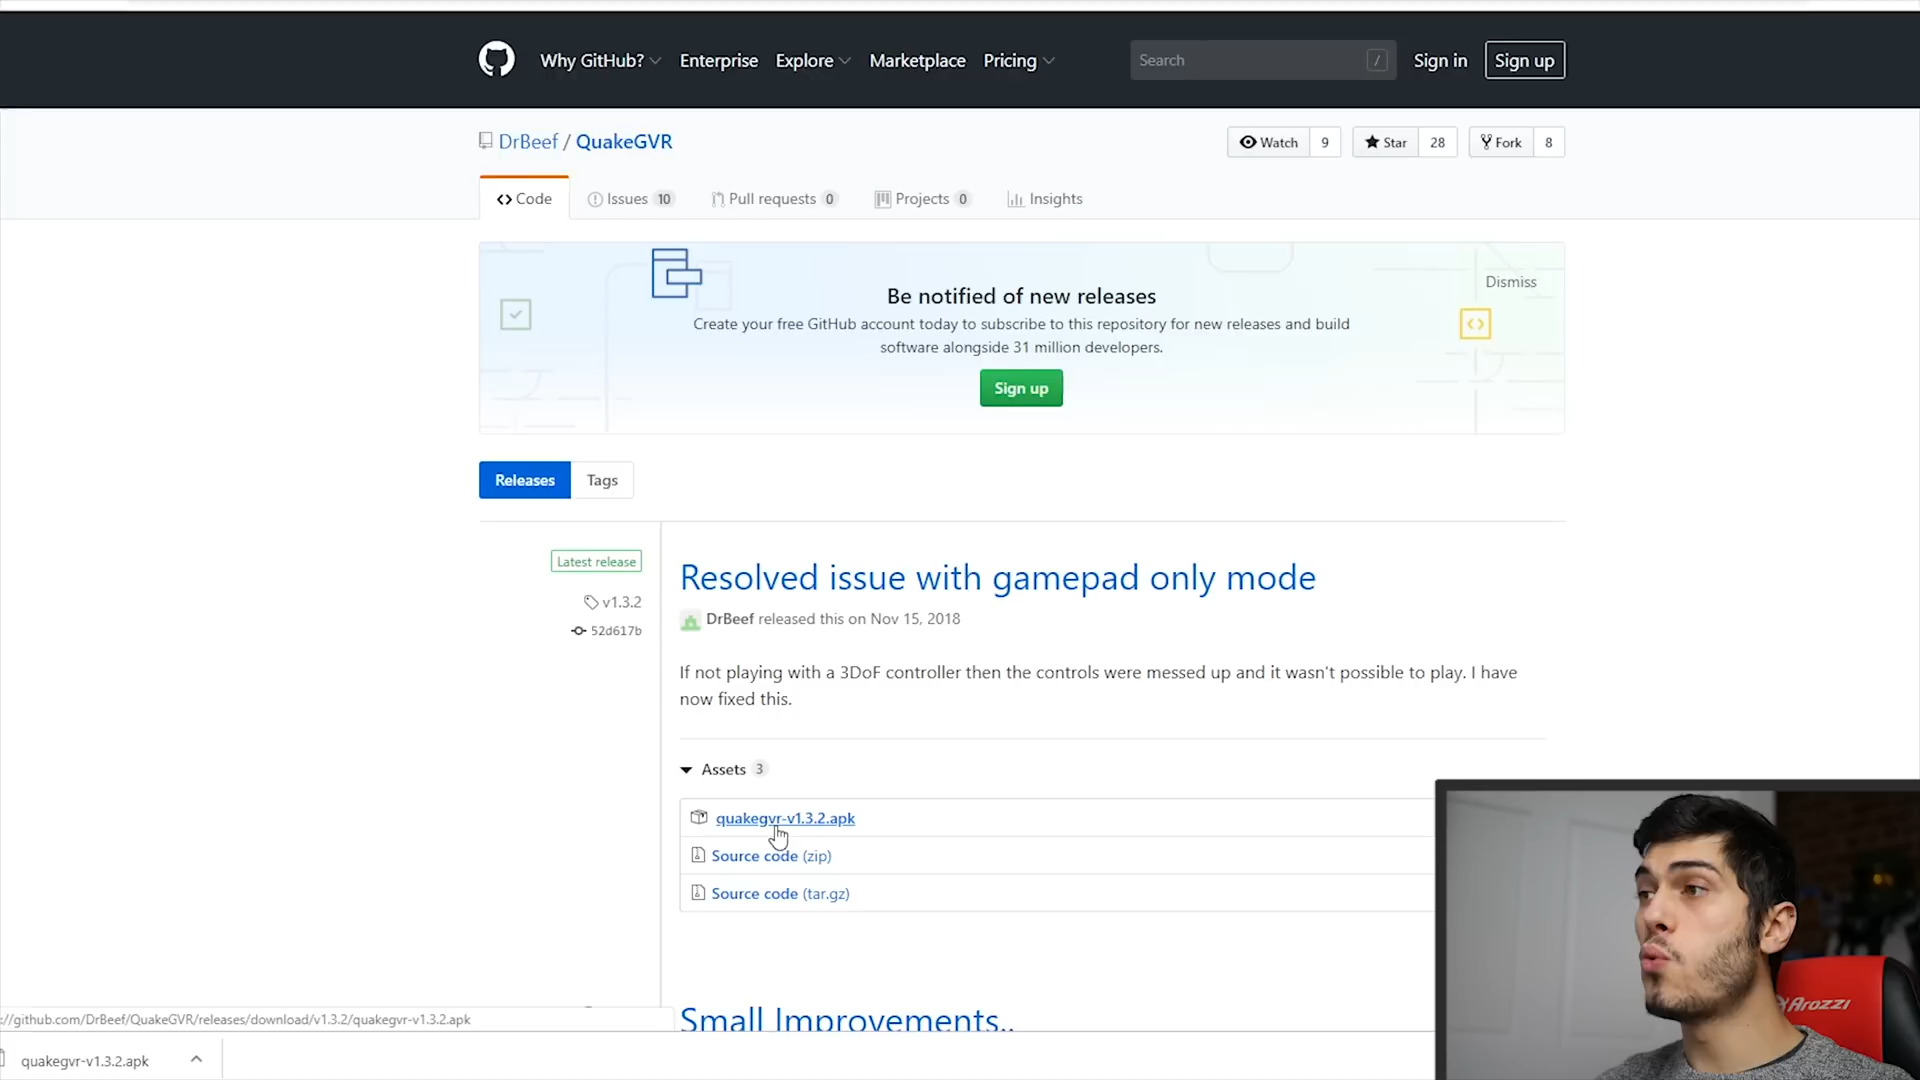 Why GitHub? Enterprise Explore Marketplace Pricing Search / Sign in Sign up
DrBeef / QuakeGVR Watch 9 Star 28 Fork 8
Code Issues 10 Pull requests 0 Projects 0 Insights
Dismiss
Be notified of new releases
Create your free GitHub account today to subscribe to this repository for new releases and build
software alongside 31 million developers.
Sign up
Releases Tags
Latest release
v1.3.2
52d617b
Resolved issue with gamepad only mode
DrBeef released this on Nov 15, 2018
If not playing with a 3DoF controller then the controls were messed up and it wasn't possible to play. I have
now fixed this.
Assets 3
quakegvr-v1.3.2.apk
Source code (zip)
Source code (tar.gz)
Small Improvements..
://github.com/DrBeef/QuakeGVR/releases/download/v1.3.2/quakegvr-v1.3.2.apk
quakegvr-v1.3.2.apk
Arozzi